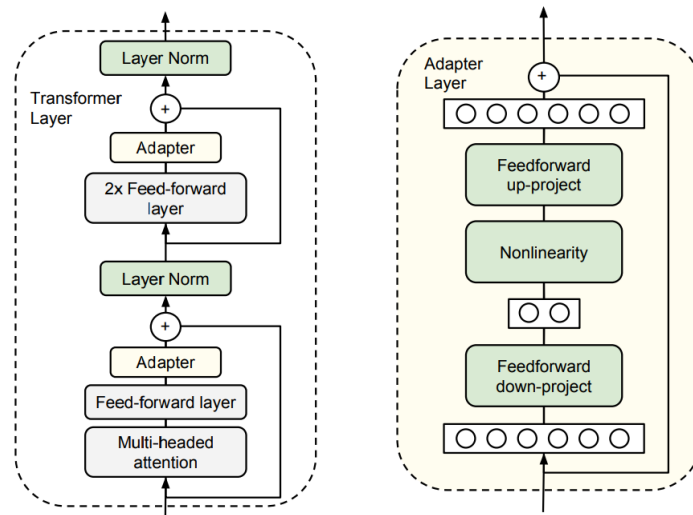 Layer Norm
Transformer
Layer
+
Adapter
2x Feed-forward
layer
Layer Norm
+
Adapter
Feed-forward layer
Multi-headed
attention
Adapter
Layer
+
Feedforward
up-project
Nonlinearity
Feedforward
down-project